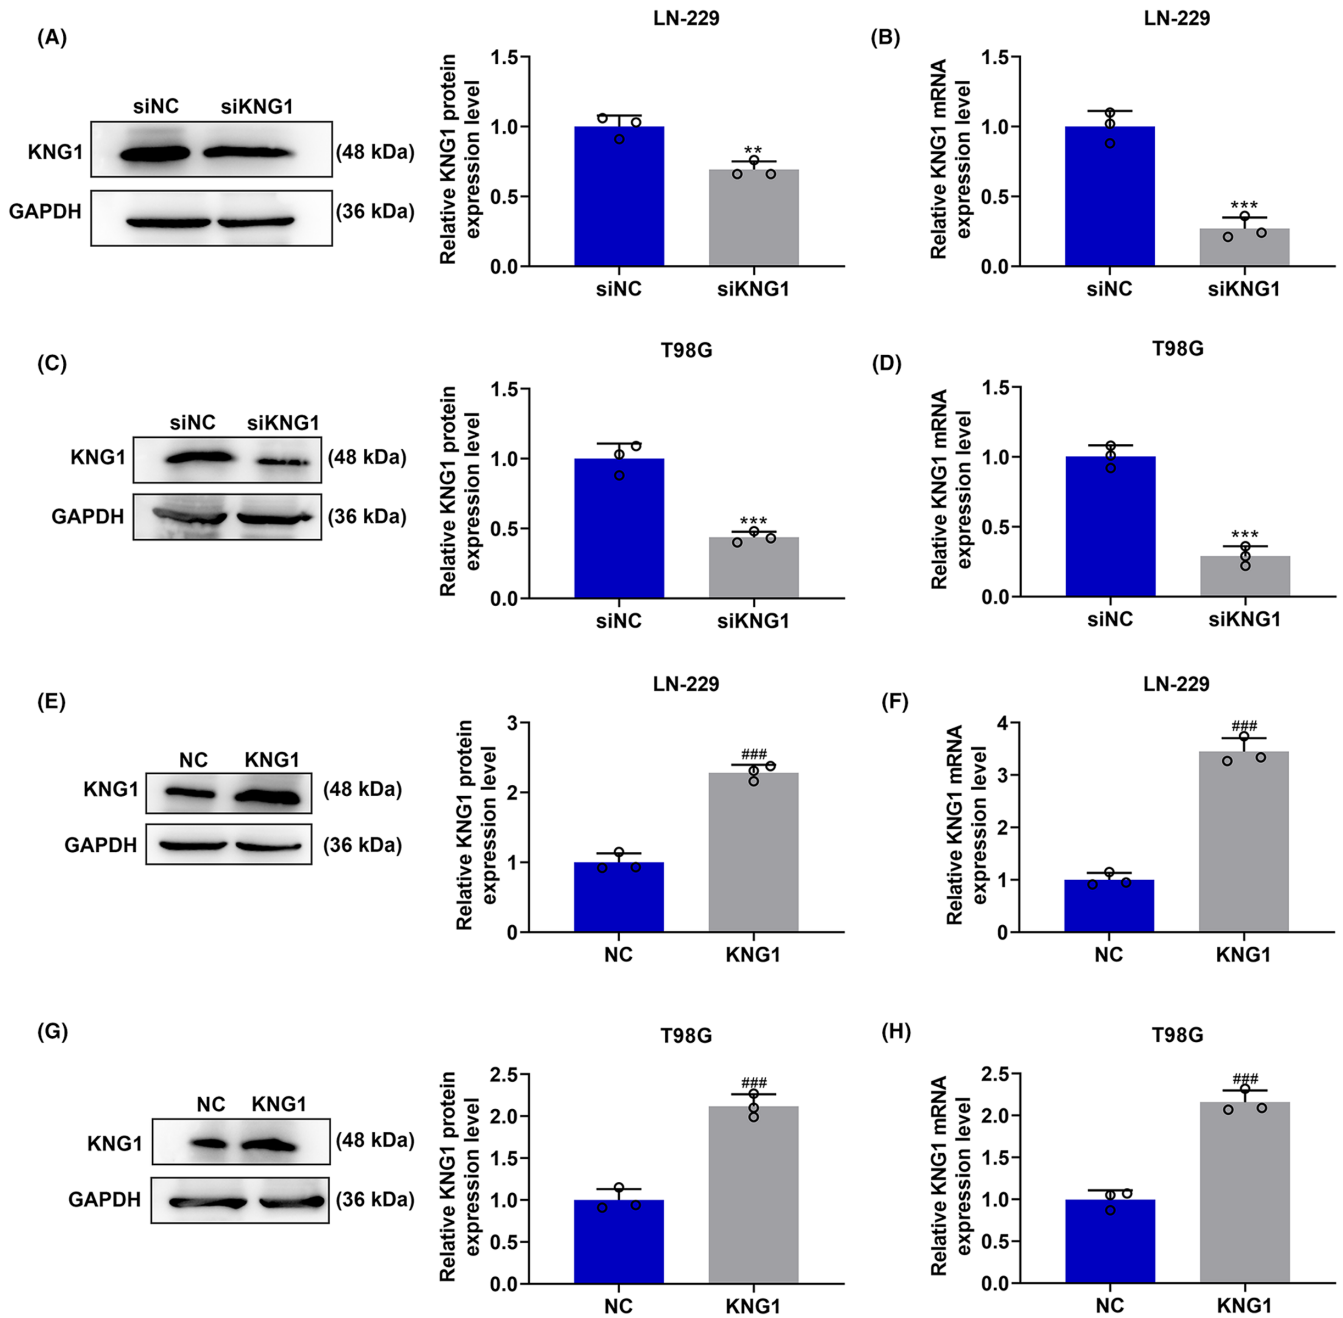 (A)
siNC siKNG1
KNG1 (48 kDa)
GAPDH (36 kDa)
LN-229
Relative KNG1 protein
expression level
1.5
1.0
0.5
0.0
**
siNC siKNG1
(B)
LN-229
Relative KNG1 mRNA
expression level
1.5
1.0
0.5
0.0
***
siNC siKNG1
(C)
siNC siKNG1
KNG1 (48 kDa)
GAPDH (36 kDa)
T98G
Relative KNG1 protein
expression level
1.5
1.0
0.5
0.0
***
siNC siKNG1
(D)
T98G
Relative KNG1 mRNA
expression level
1.5
1.0
0.5
0.0
***
siNC siKNG1
(E)
NC KNG1
KNG1 (48 kDa)
GAPDH (36 kDa)
LN-229
Relative KNG1 protein
expression level
3
2
1
0
###
NC KNG1
(F)
LN-229
Relative KNG1 mRNA
expression level
4
3
2
1
0
###
NC KNG1
(G)
NC KNG1
KNG1 (48 kDa)
GAPDH (36 kDa)
T98G
Relative KNG1 protein
expression level
2.5
2.0
1.5
1.0
0.5
0.0
###
NC KNG1
(H)
T98G
Relative KNG1 mRNA
expression level
2.5
2.0
1.5
1.0
0.5
0.0
###
NC KNG1